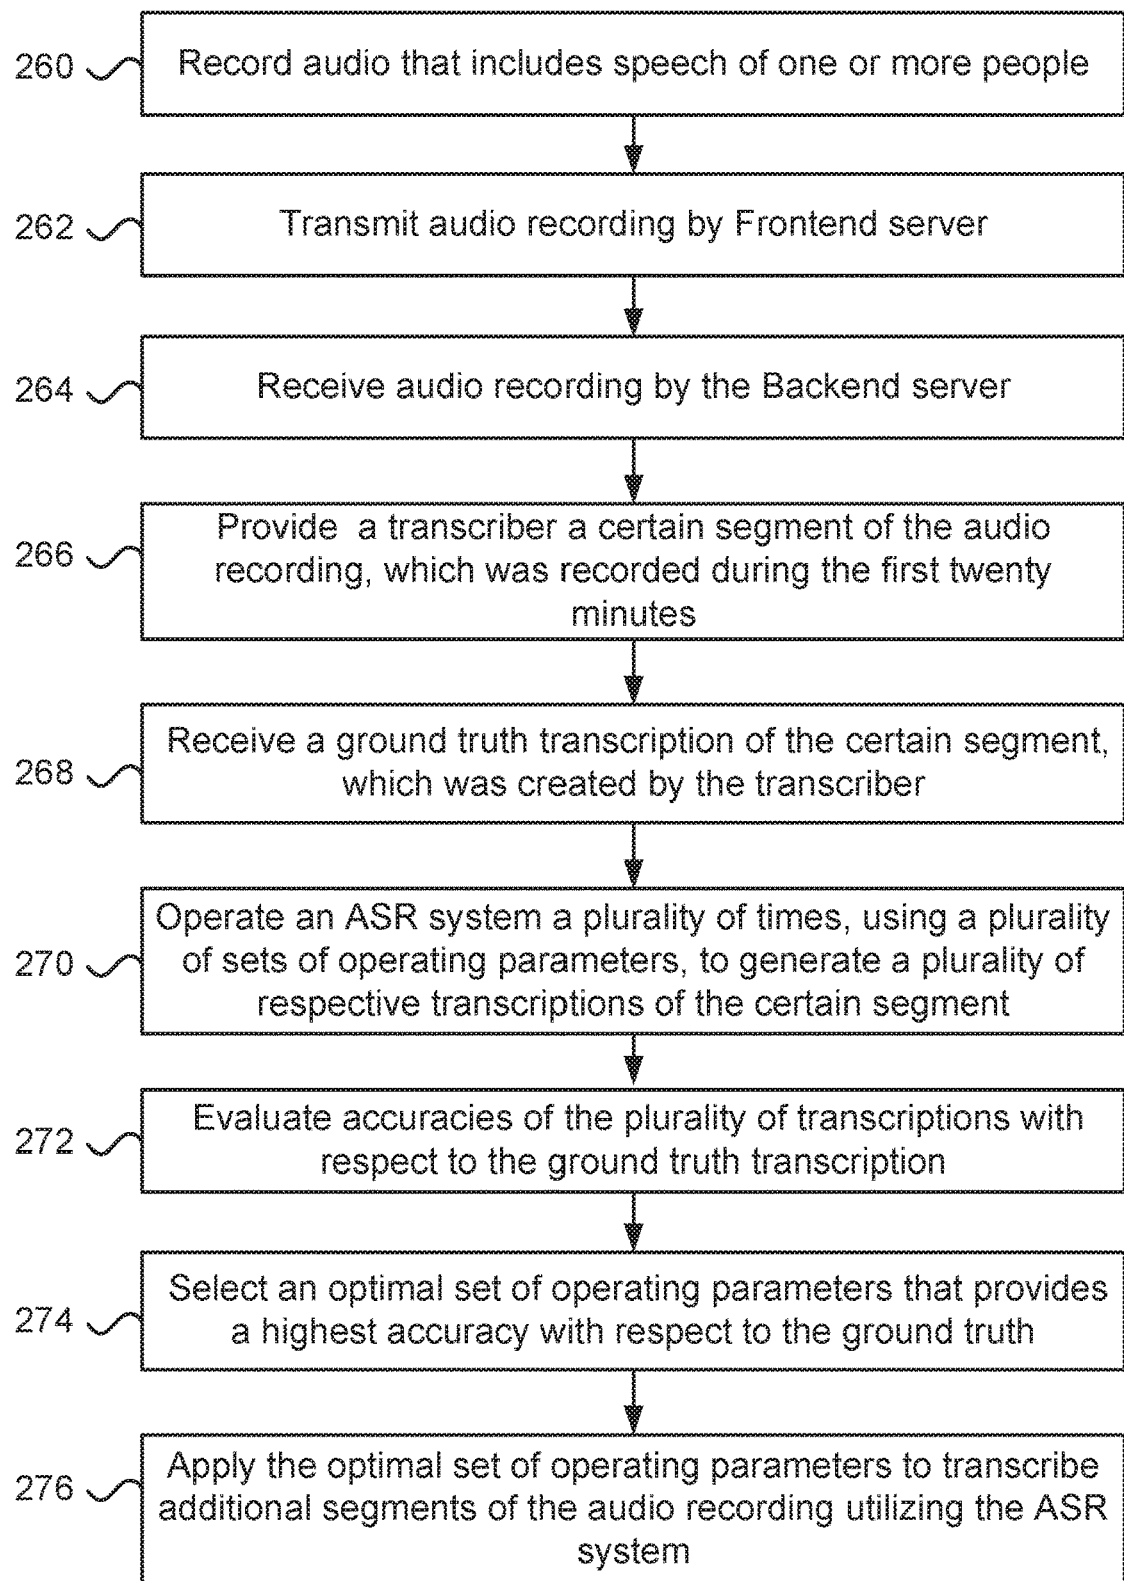 260 Record audio that includes speech of one or more people
262 Transmit audio recording by Frontend server
264 Receive audio recording by the Backend server
266 Provide a transcriber a certain segment of the audio
recording, which was recorded during the first twenty
minutes
268 Receive a ground truth transcription of the certain segment,
which was created by the transcriber
270 Operate an ASR system a plurality of times, using a plurality
of sets of operating parameters, to generate a plurality of
respective transcriptions of the certain segment
272 Evaluate accuracies of the plurality of transcriptions with
respect to the ground truth transcription
274 Select an optimal set of operating parameters that provides
a highest accuracy with respect to the ground truth
276 Apply the optimal set of operating parameters to transcribe
additional segments of the audio recording utilizing the ASR
system